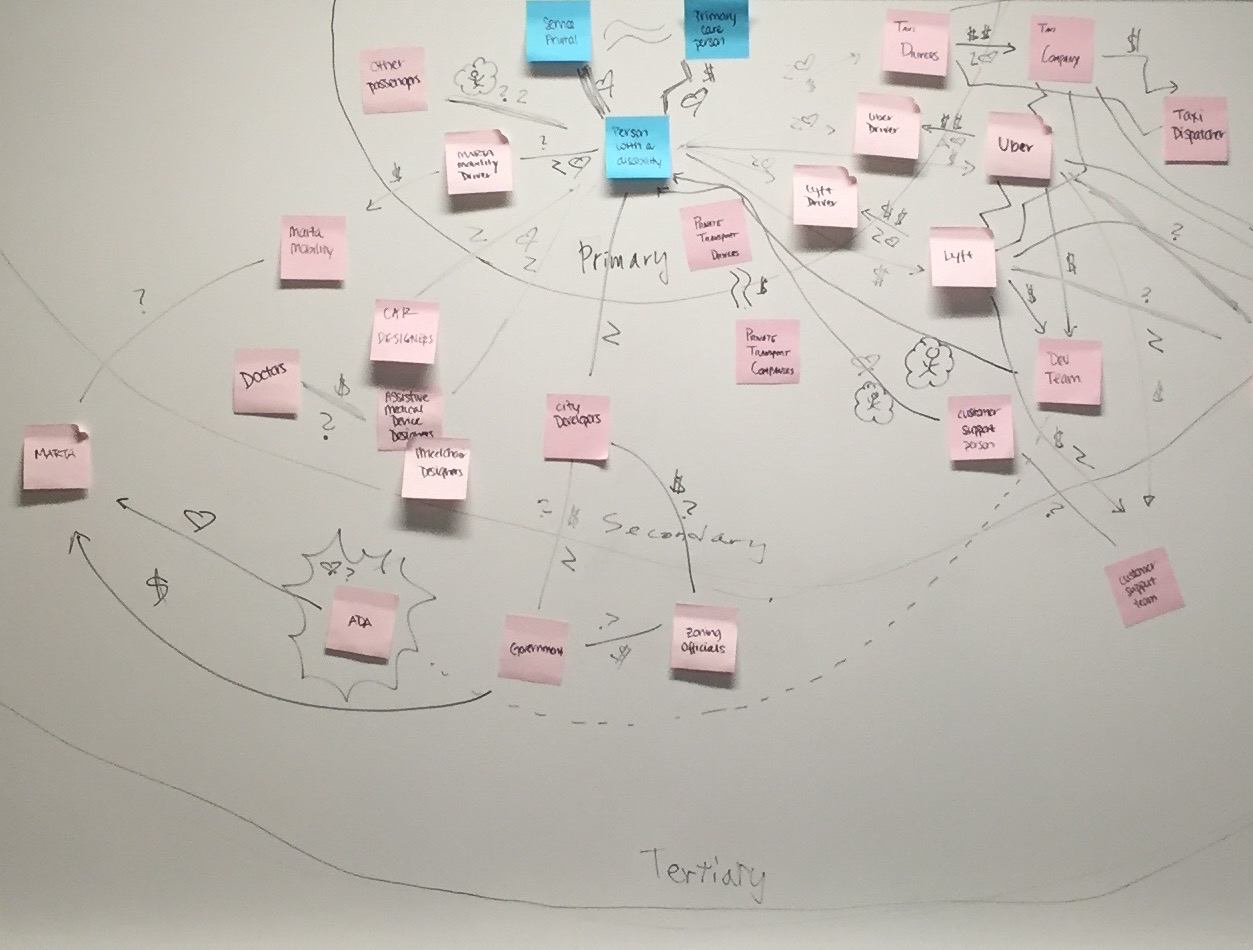 Service
Animal
Primary
care
person
$
Taxi
Drivers
$$
Taxi
Company
$
Other
passengers
? ?
Person
with a
disability
Uber
Driver
$$
Uber
Taxi
Dispatcher
MARTA
Mobility
Driver
?
$
$
Lyft
Driver
$$
Marta
Mobility
Private
Transport
Drivers
Lyft
?
Primary
$
$
$
$
?
?
CAR
DESIGNERS
Private
Transport
Companies
Doctors
$
?
Dev
Team
$
Assistive
Medical
Device
Designers
City
Developers
customer
support
person
$
MARTA
Wheelchair
Designers
$
?
? $
Secondary
?
?
$
ADA
Government
?
$
Zoning
Officials
customer
support
team
Tertiary